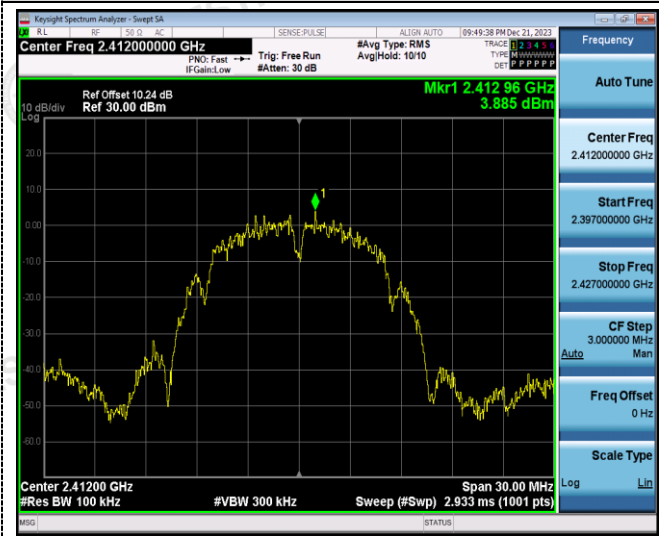 Keysight Spectrum Analyzer - Swept SA
RL RF 50 Ω AC SENSE:PULSE ALIGN AUTO 09:49:38 PM Dec 21, 2023
Center Freq 2.412000000 GHz
PNO: Fast
IFGain:Low
Trig: Free Run
#Atten: 30 dB
#Avg Type: RMS
Avg|Hold: 10/10
TRACE 1 2 3 4 5 6
TYPE M WWWWW
DET P P P P P P
Ref Offset 10.24 dB
10 dB/div Ref 30.00 dBm
Log
Mkr1 2.412 96 GHz
3.885 dBm
20.0
10.0
0.00
-10.0
-20.0
-30.0
-40.0
-50.0
-60.0
1
Center 2.41200 GHz
Span 30.00 MHz
#Res BW 100 kHz
#VBW 300 kHz
Sweep (#Swp) 2.933 ms (1001 pts)
MSG
STATUS
Frequency
Auto Tune
Center Freq
2.412000000 GHz
Start Freq
2.397000000 GHz
Stop Freq
2.427000000 GHz
CF Step
3.000000 MHz
Auto Man
Freq Offset
0 Hz
Scale Type
Log Lin